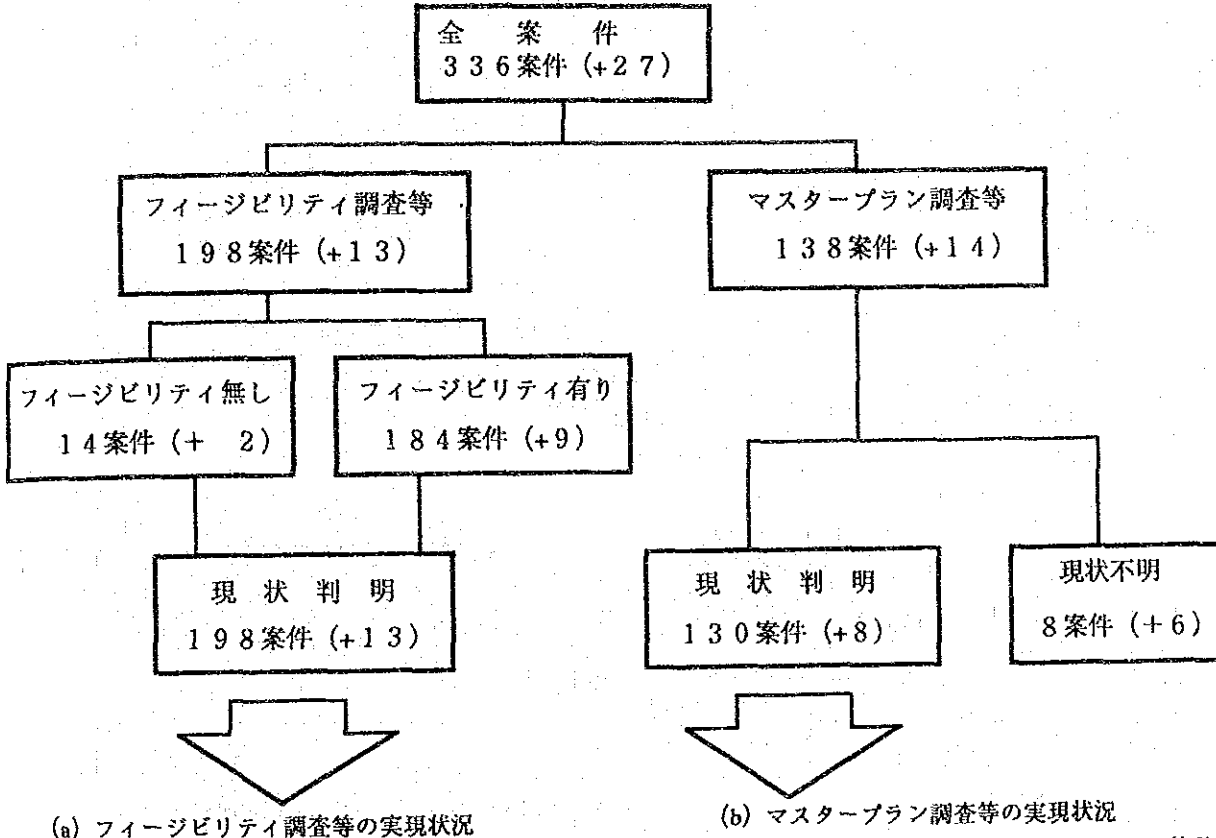 全 案 件
336案件 (+27)
フィージビリティ調査等
198案件 (+13)
マスタープラン調査等
138案件 (+14)
フィージビリティ無し
14案件 (+ 2)
フィージビリティ有り
184案件 (+9)
現 状 判 明
198案件 (+13)
現 状 判 明
130案件 (+8)
現状不明
8案件 (+6)
(a) フィージビリティ調査等の実現状況
(b) マスタープラン調査等の実現状況